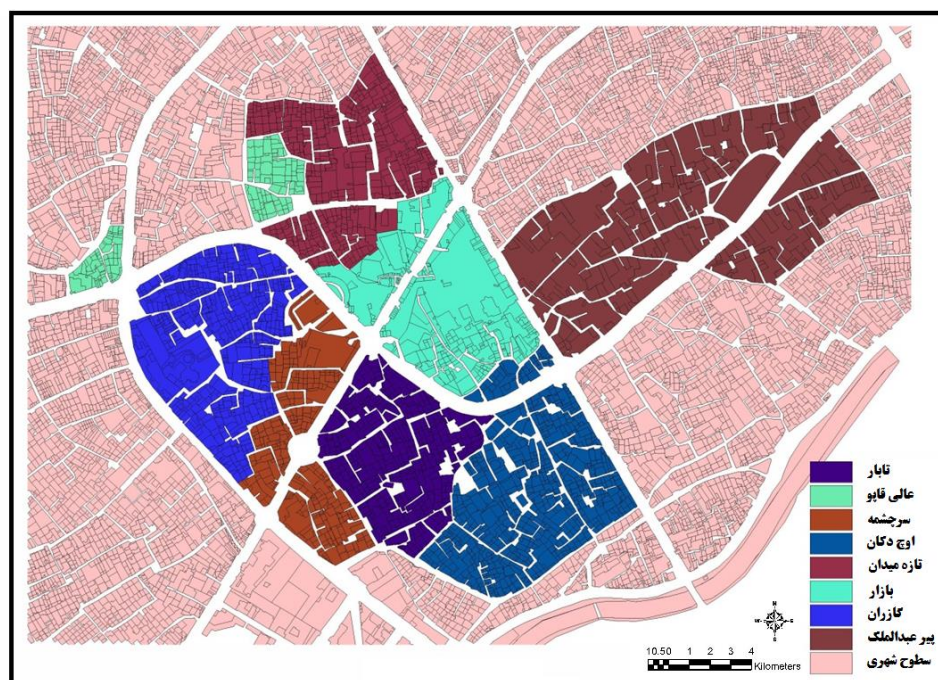 تابار
عالی قاپو
سرچشمه
اوچ دکان
تازه میدان
بازار
گازران
پیر عبدالملک
سطوح شهری
10.50 1 2 3 4
Kilometers